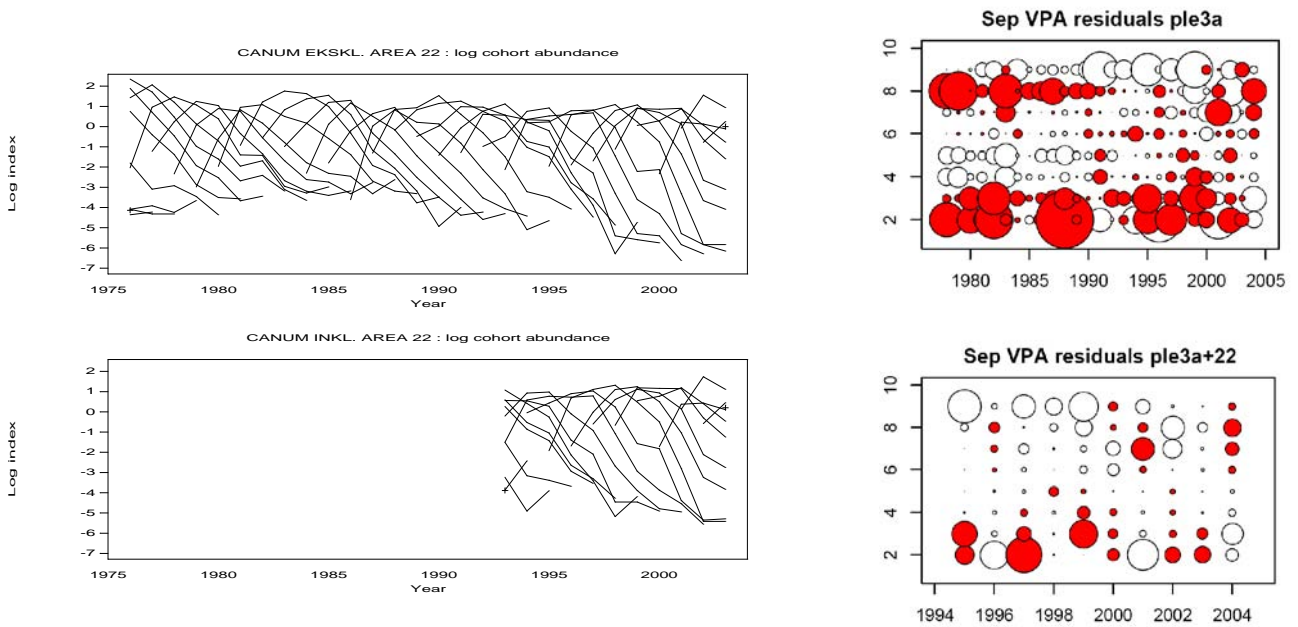 CANUM EKSKL. AREA 22 : log cohort abundance
Log index
2
1
0
-1
-2
-3
-4
-5
-6
-7
1975 1980 1985 1990 1995 2000
Year
CANUM INKL. AREA 22 : log cohort abundance
Log index
2
1
0
-1
-2
-3
-4
-5
-6
-7
1975 1980 1985 1990 1995 2000
Year
Sep VPA residuals ple3a
10
8
6
4
2
1980 1985 1990 1995 2000 2005
Sep VPA residuals ple3a+22
10
8
6
4
2
1994 1996 1998 2000 2002 2004